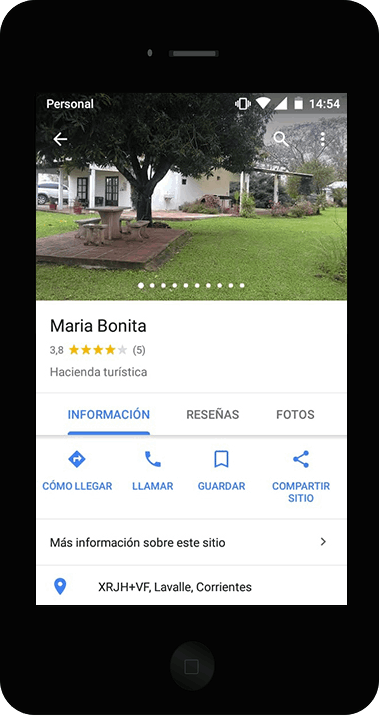 Personal 14:54
Maria Bonita
3,8 (5)
Hacienda turística
INFORMACIÓN RESEÑAS FOTOS
CÓMO LLEGAR LLAMAR GUARDAR COMPARTIR
SITIO
Más información sobre este sitio
XRJH+VF, Lavalle, Corrientes